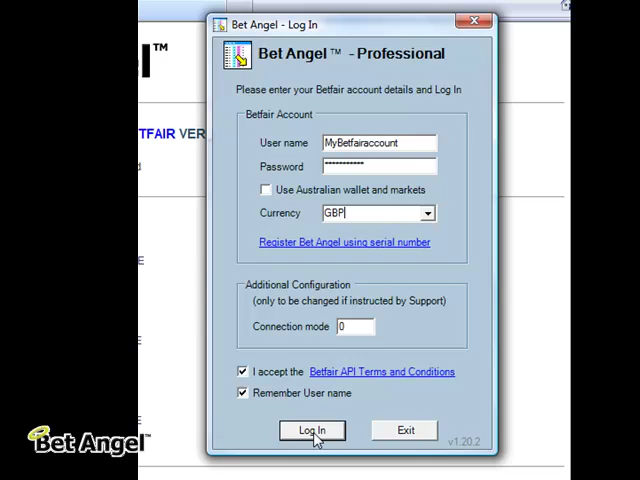 Bet Angel - Log In
el™
Bet Angel ™ - Professional
Please enter your Betfair account details and Log In
Betfair Account
TFAIR VER
User name MyBetfairaccount
Password ***********
Use Australian wallet and markets
Currency GBP
Register Bet Angel using serial number
Additional Configuration
(only to be changed if instructed by Support)
Connection mode 0
I accept the Betfair API Terms and Conditions
Remember User name
Log In Exit
v1.20.2
Bet Angel™